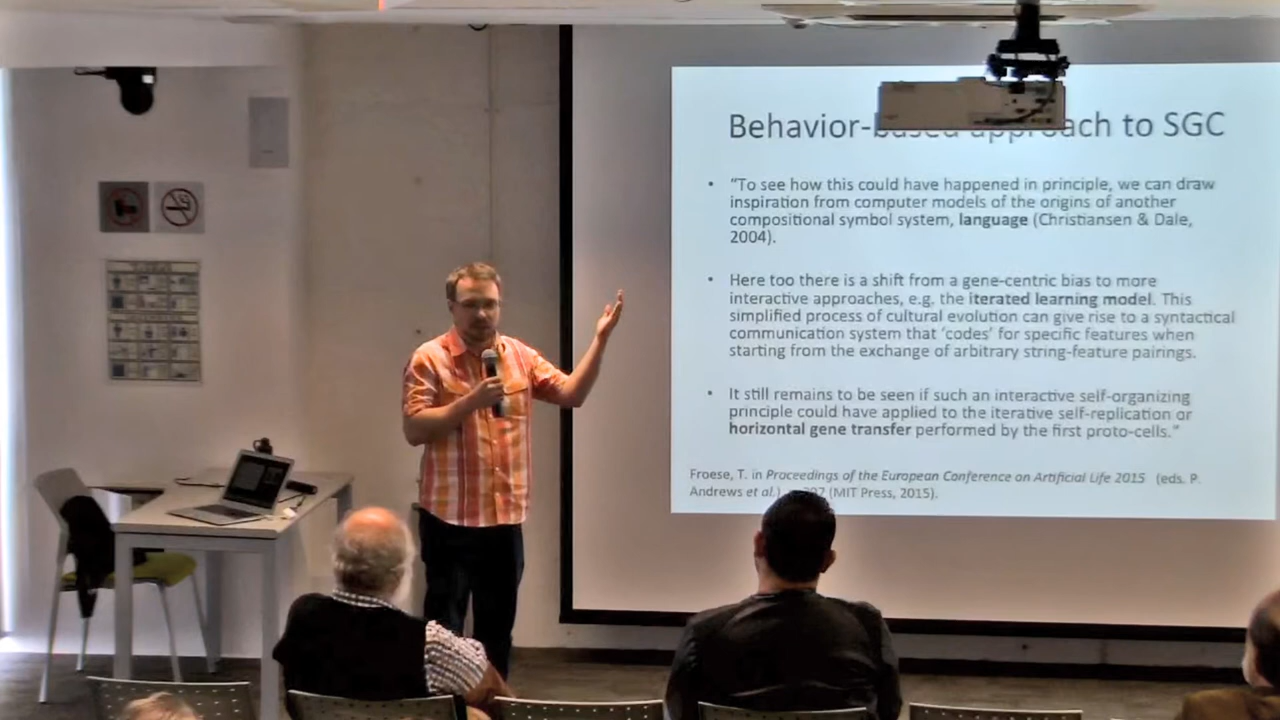 Behavior-based approach to SGC
• “To see how this could have happened in principle, we can draw
inspiration from computer models of the origins of another
compositional symbol system, language (Christiansen & Dale,
2004).
• Here too there is a shift from a gene-centric bias to more
interactive approaches, e.g. the iterated learning model. This
simplified process of cultural evolution can give rise to a syntactical
communication system that ‘codes’ for specific features when
starting from the exchange of arbitrary string-feature pairings.
• It still remains to be seen if such an interactive self-organizing
principle could have applied to the iterative self-replication or
horizontal gene transfer performed by the first proto-cells.”
Froese, T. in Proceedings of the European Conference on Artificial Life 2015 (eds. P.
Andrews et al.) (MIT Press, 2015).